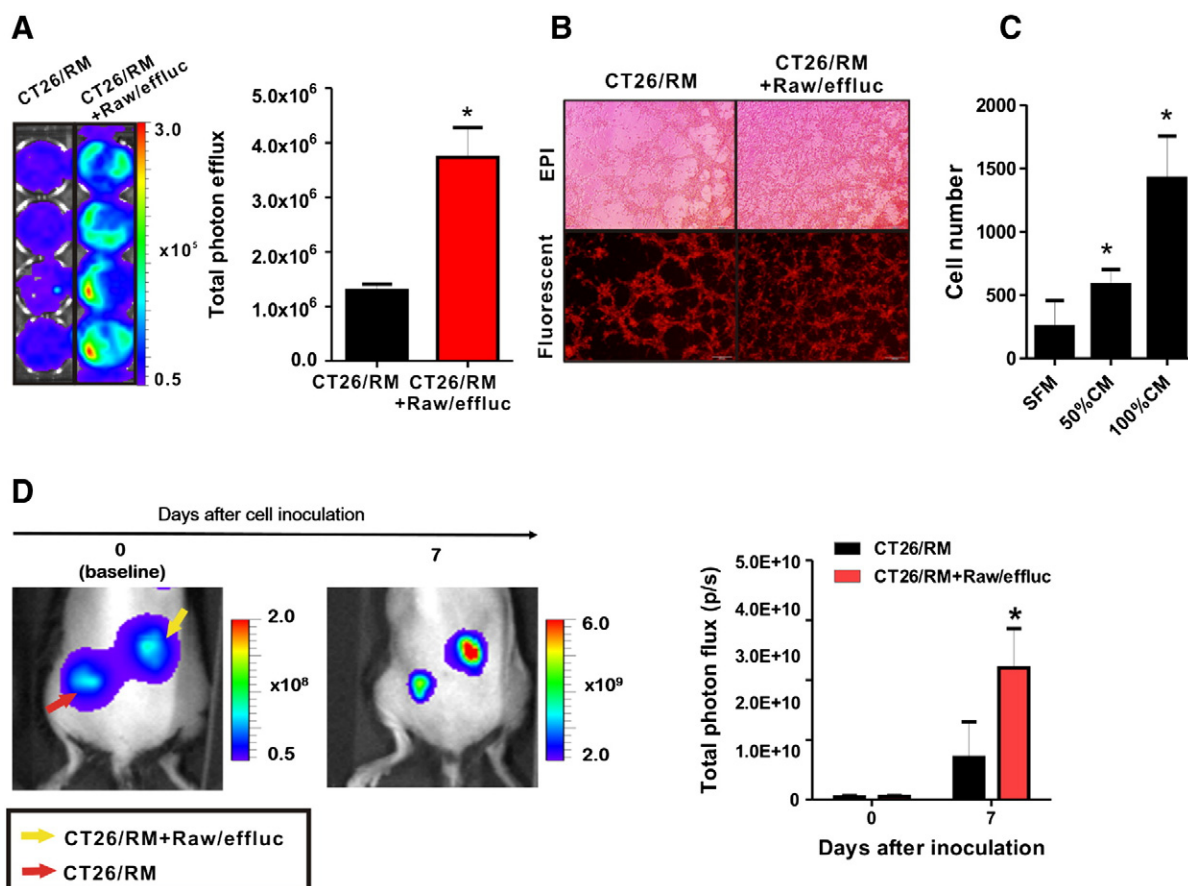 A
CT26/RM
CT26/RM
+Raw/effluc
3.0
x10⁵
0.5
Total photon efflux
5.0x10⁶
4.0x10⁶
3.0x10⁶
2.0x10⁶
1.0x10⁶
0.0
*
CT26/RM
CT26/RM
+Raw/effluc
B
CT26/RM
CT26/RM
+Raw/effluc
EPI
Fluorescent
C
Cell number
2000
1500
1000
500
0
*
*
SFM
50%CM
100%CM
D
Days after cell inoculation
0
(baseline)
7
2.0
x10⁸
0.5
6.0
x10⁹
2.0
CT26/RM+Raw/effluc
CT26/RM
CT26/RM
CT26/RM+Raw/effluc
Total photon flux (p/s)
5.0E+10
4.0E+10
3.0E+10
2.0E+10
1.0E+10
0
*
0
7
Days after inoculation